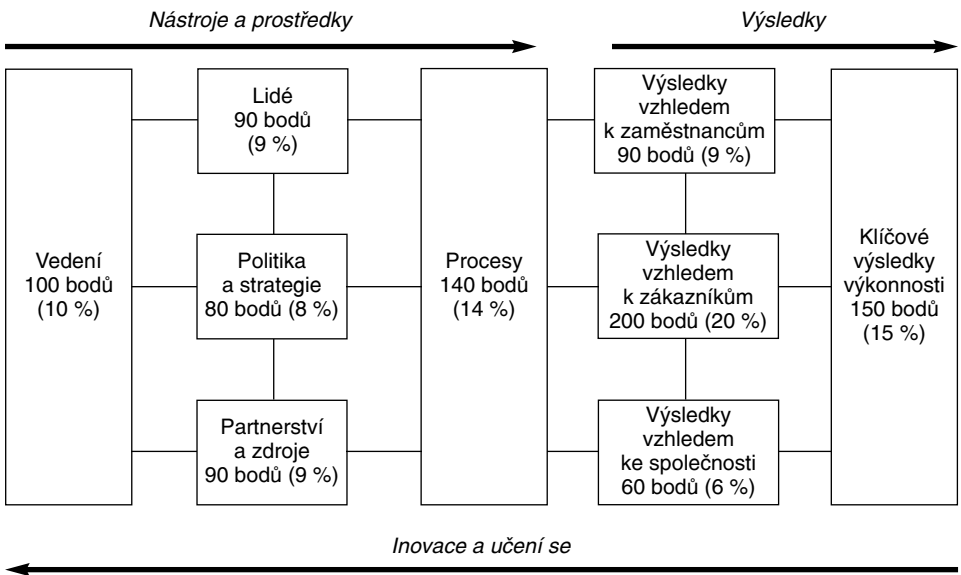 Nástroje a prostředky
Výsledky
Vedení
100 bodů
(10 %)
Lidé
90 bodů
(9 %)
Politika
a strategie
80 bodů (8 %)
Partnerství
a zdroje
90 bodů (9 %)
Procesy
140 bodů
(14 %)
Výsledky
vzhledem
k zaměstnancům
90 bodů (9 %)
Výsledky
vzhledem
k zákazníkům
200 bodů (20 %)
Výsledky
vzhledem
ke společnosti
60 bodů (6 %)
Klíčové
výsledky
výkonnosti
150 bodů
(15 %)
Inovace a učení se